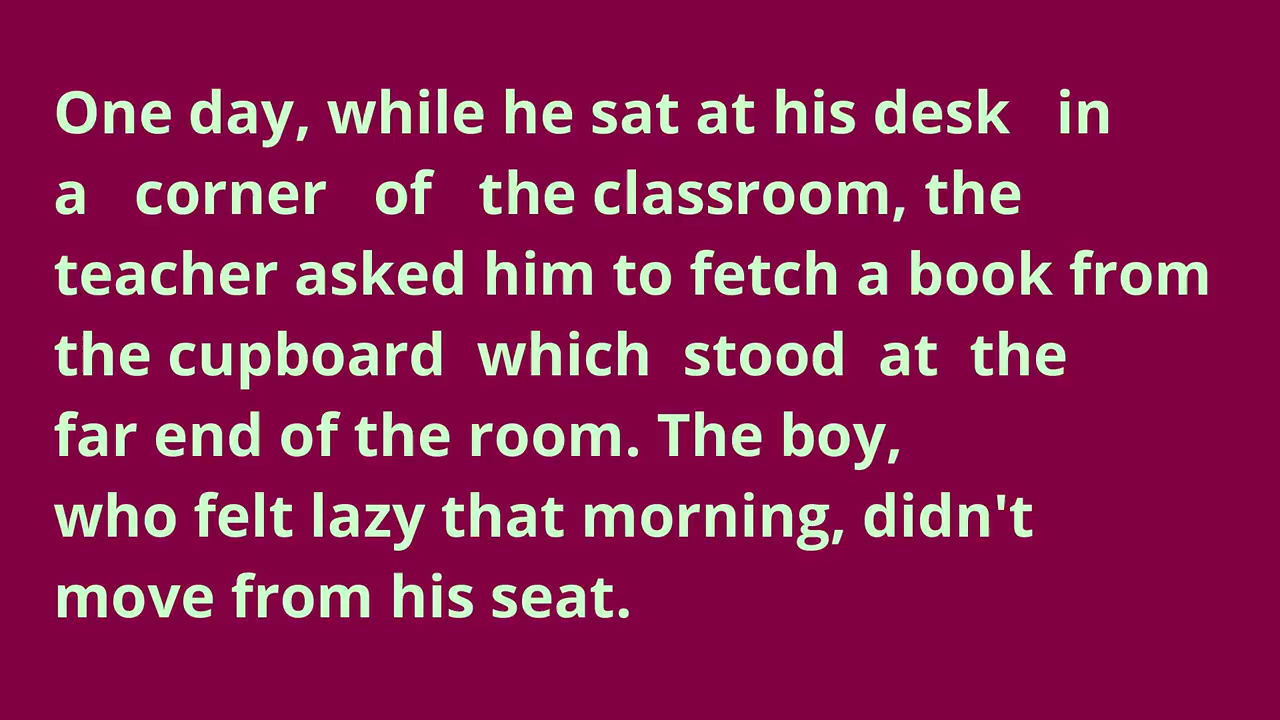 One day, while he sat at his desk   in
a   corner   of   the classroom, the
teacher asked him to fetch a book from
the cupboard  which  stood  at  the
far end of the room. The boy,
who felt lazy that morning, didn't
move from his seat.